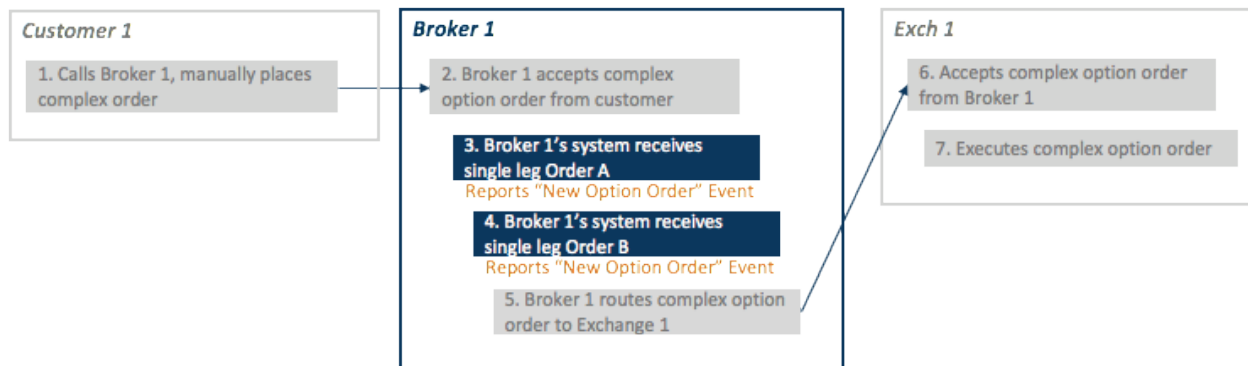 Customer 1
1. Calls Broker 1, manually places
complex order
Broker 1
2. Broker 1 accepts complex
option order from customer
3. Broker 1's system receives
single leg Order A
Reports "New Option Order" Event
4. Broker 1's system receives
single leg Order B
Reports "New Option Order" Event
5. Broker 1 routes complex option
order to Exchange 1
Exch 1
6. Accepts complex option order
from Broker 1
7. Executes complex option order